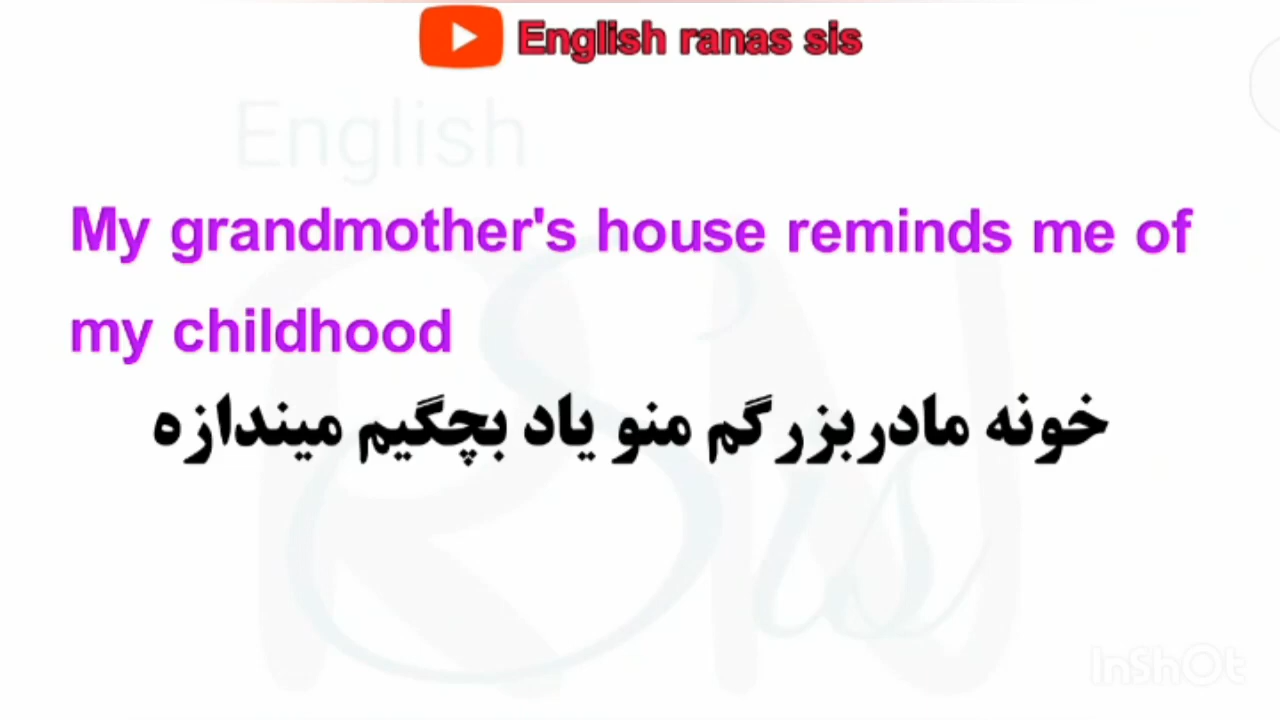 English ranas sis
English
My grandmother's house reminds me of
my childhood
خونه مادربزرگم منو یاد بچگیم میندازه
Sis
InShOt